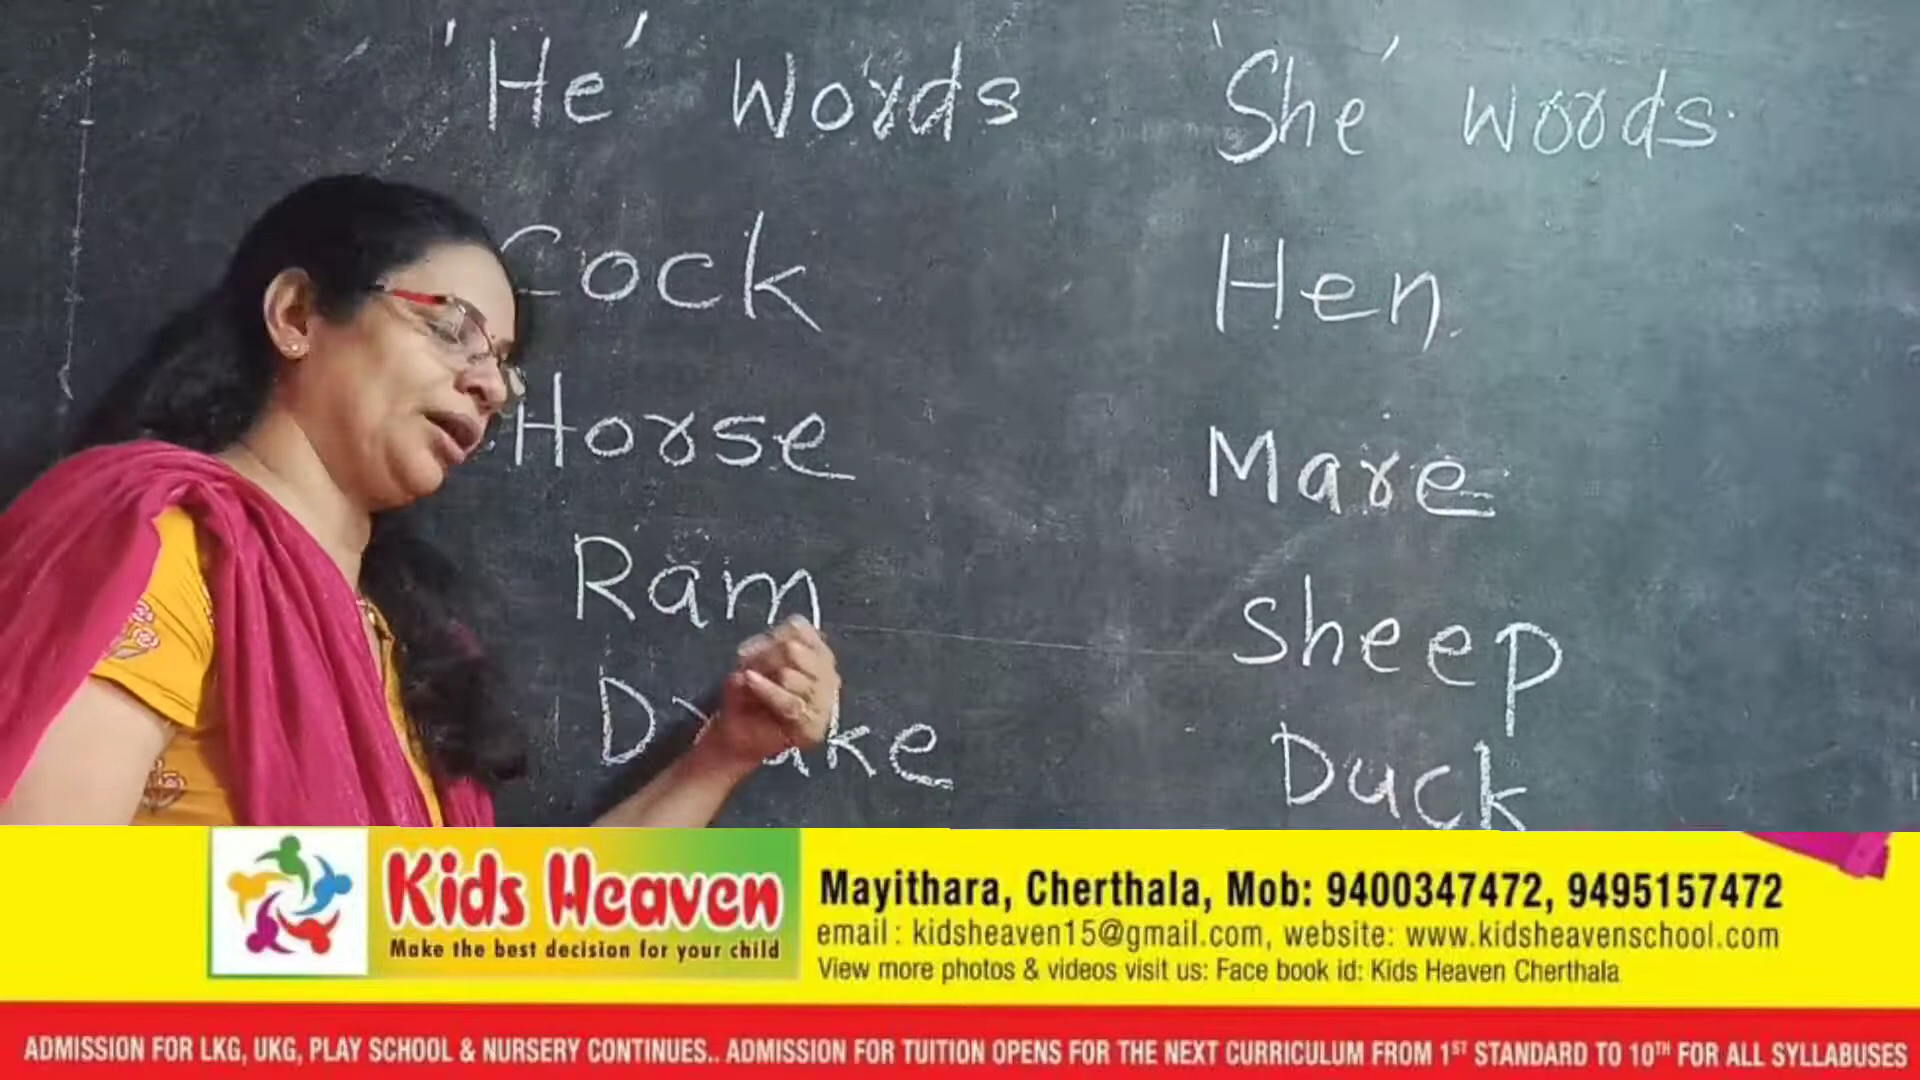 'He' Words 'She' Words
Cock Hen
Horse Mare
Ram Sheep
Drake Duck
Kids Heaven
Make the best decision for your child
Mayithara, Cherthala, Mob: 9400347472, 9495157472
email : kidsheaven15@gmail.com, website: www.kidsheavenschool.com
View more photos & videos visit us: Face book id: Kids Heaven Cherthala
ADMISSION FOR LKG, UKG, PLAY SCHOOL & NURSERY CONTINUES.. ADMISSION FOR TUITION OPENS FOR THE NEXT CURRICULUM FROM 1ST STANDARD TO 10TH FOR ALL SYLLABUSES